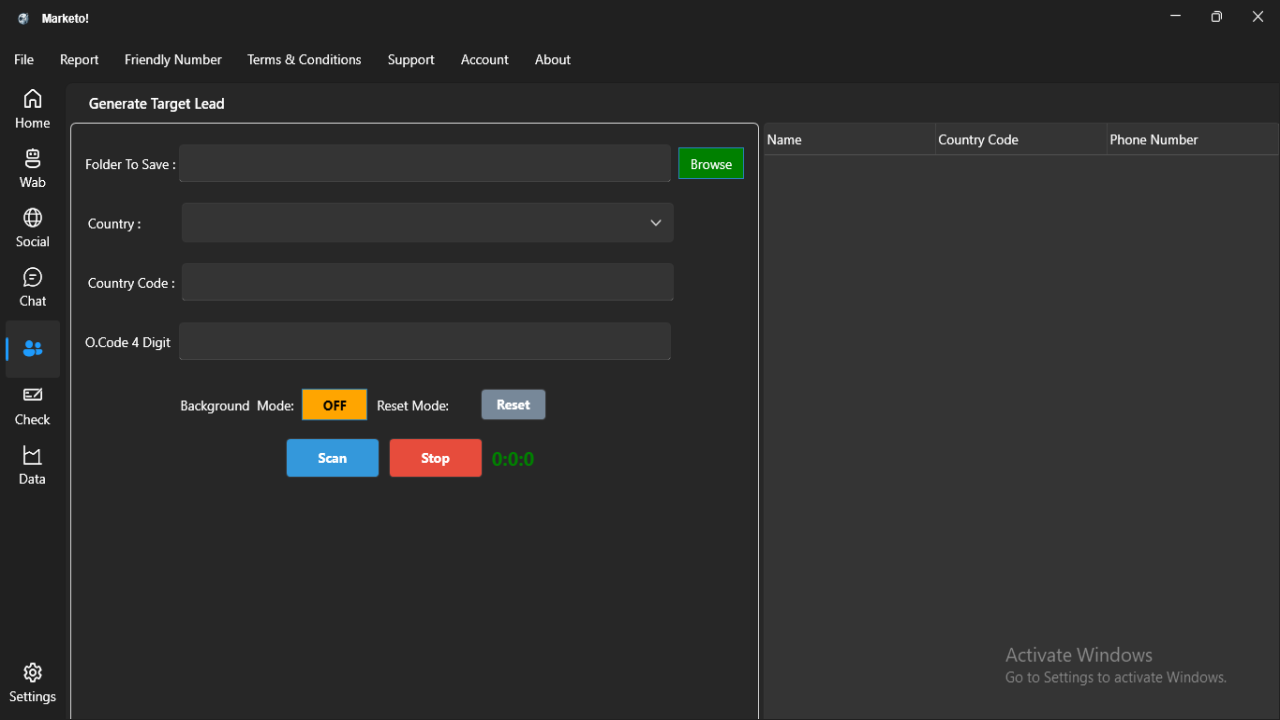 Marketo!
File Report Friendly Number Terms & Conditions Support Account About
Home
Wab
Social
Chat
Check
Data
Settings
Generate Target Lead
Folder To Save : Browse
Country :
Country Code :
O.Code 4 Digit
Background Mode: OFF Reset Mode: Reset
Scan Stop 0:0:0
Name Country Code Phone Number
Activate Windows
Go to Settings to activate Windows.